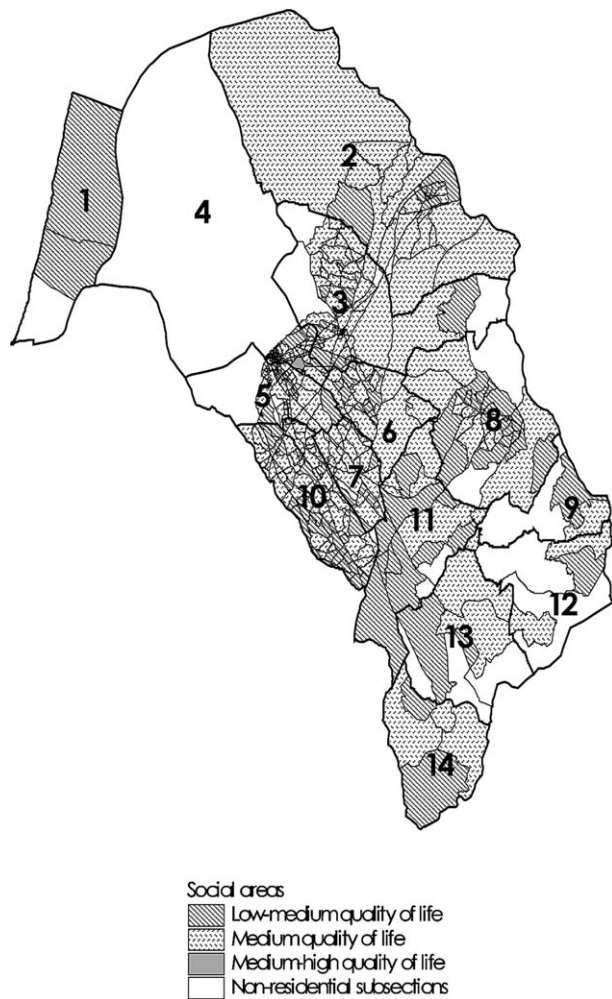 2
1
4
3
5
8
6
7
10
9
11
12
13
14
Social areas
Low-medium quality of life
Medium quality of life
Medium-high quality of life
Non-residential subsections